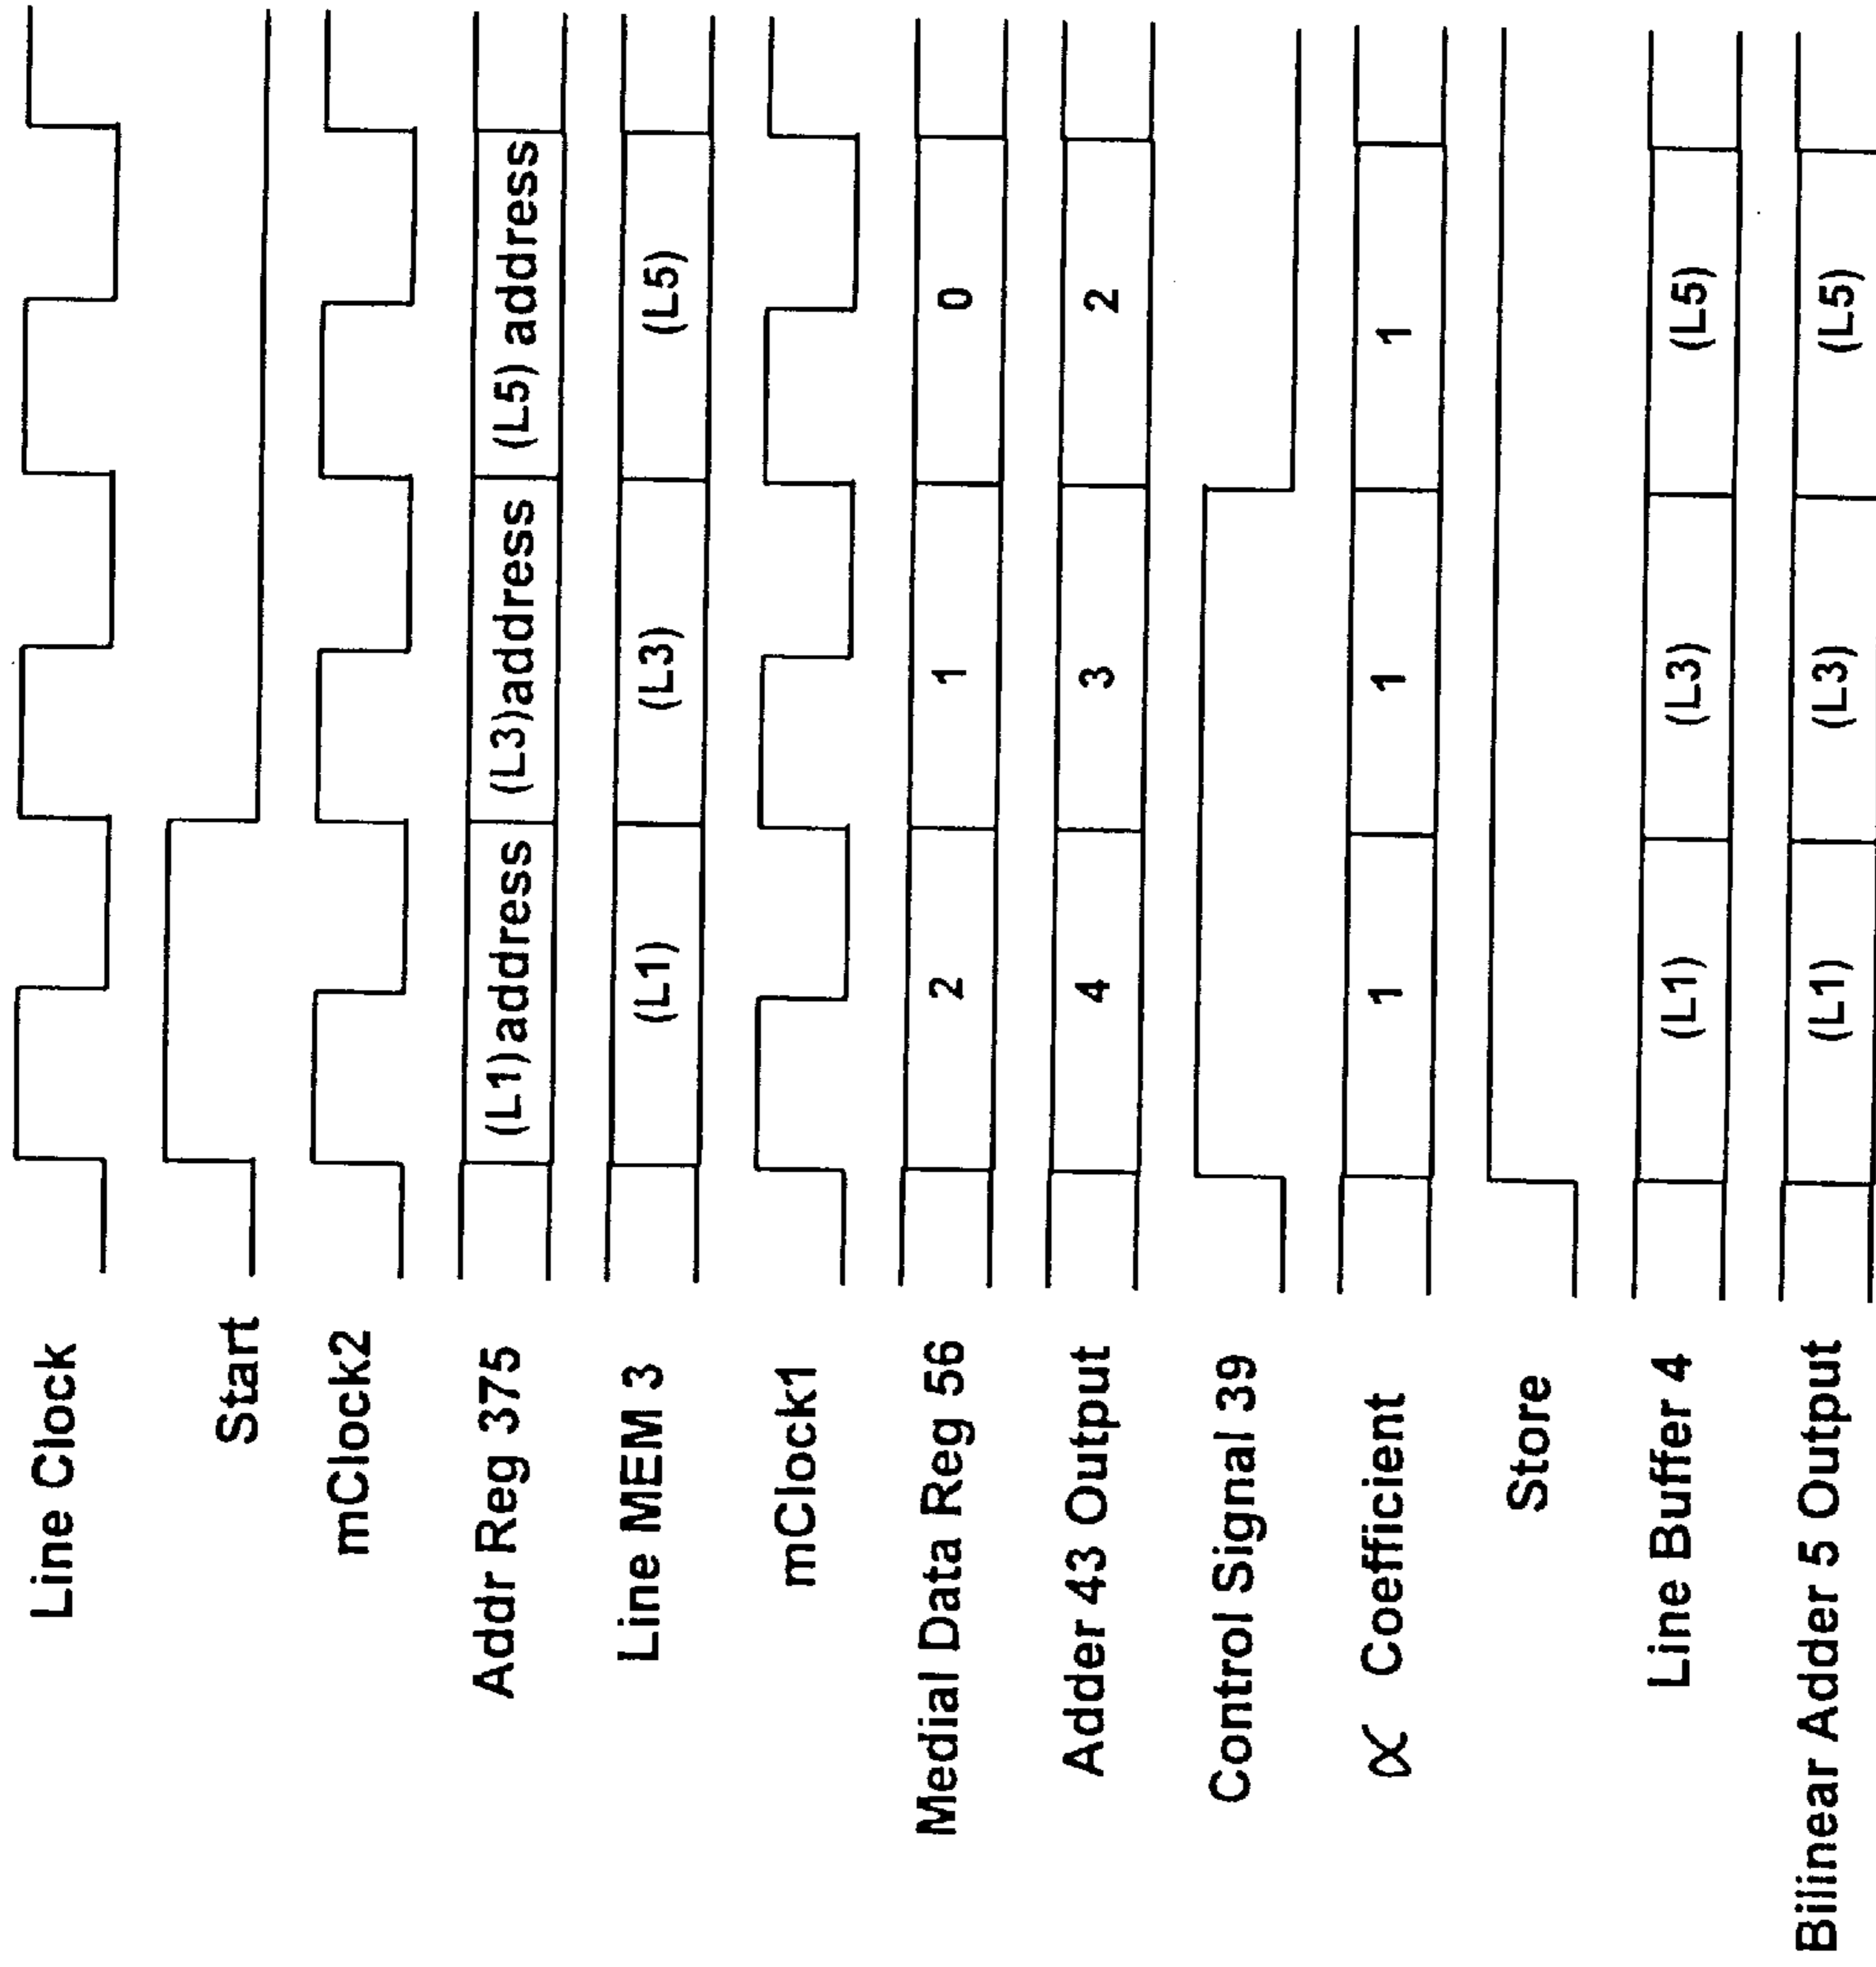 Line Clock
Start
mClock2
Addr Reg 375 (L1)address (L3)address (L5) address
Line MEM 3 (L1) (L3) (L5)
mClock1
Medial Data Reg 56 2 1 0
Adder 43 Output 4 3 2
Control Signal 39
∝ Coefficient 1 1 1
Store
Line Buffer 4 (L1) (L3) (L5)
Bilinear Adder 5 Output (L1) (L3) (L5)